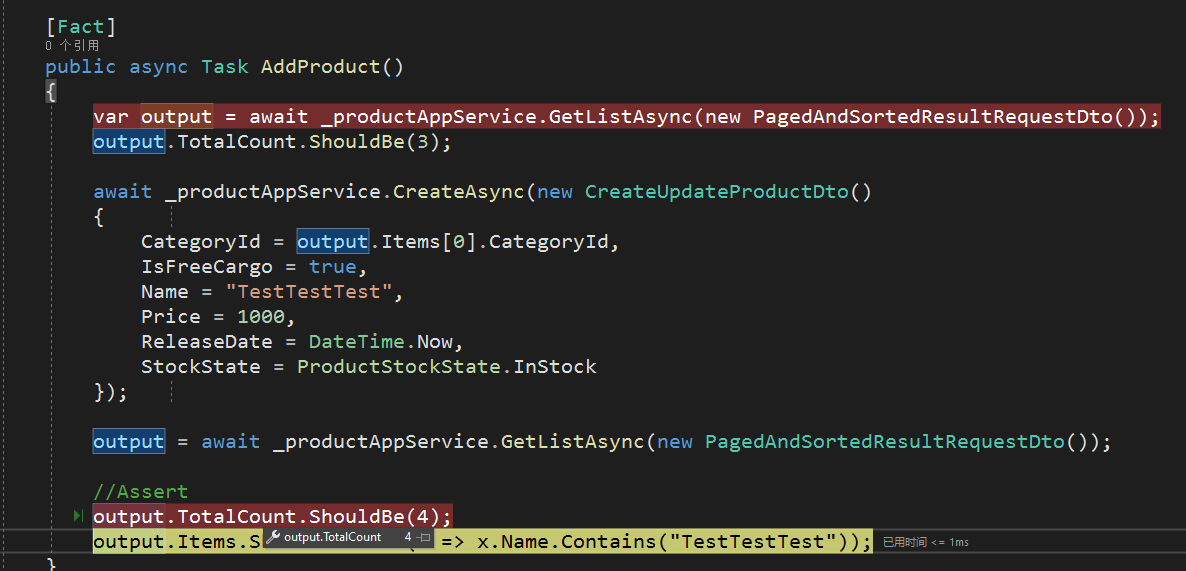 [Fact]
0 个引用
public async Task AddProduct()
{
var output = await _productAppService.GetListAsync(new PagedAndSortedResultRequestDto());
output.TotalCount.ShouldBe(3);
await _productAppService.CreateAsync(new CreateUpdateProductDto()
{
CategoryId = output.Items[0].CategoryId,
IsFreeCargo = true,
Name = "TestTestTest",
Price = 1000,
ReleaseDate = DateTime.Now,
StockState = ProductStockState.InStock
});
output = await _productAppService.GetListAsync(new PagedAndSortedResultRequestDto());
//Assert
output.TotalCount.ShouldBe(4);
output.Items.S output.TotalCount 4 => x.Name.Contains("TestTestTest")); 已用时间 <= 1ms
}